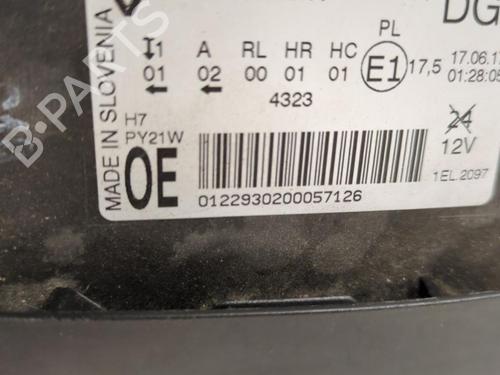 DG
MADE IN SLOVENIA
1 A RL HR HC PL
01 02 00 01 01 E1 17,5
17.06.1
01:28:05
4323
H7
PY21W
24
12V
OE
1EL.2097
0122930200057126
B-Parts